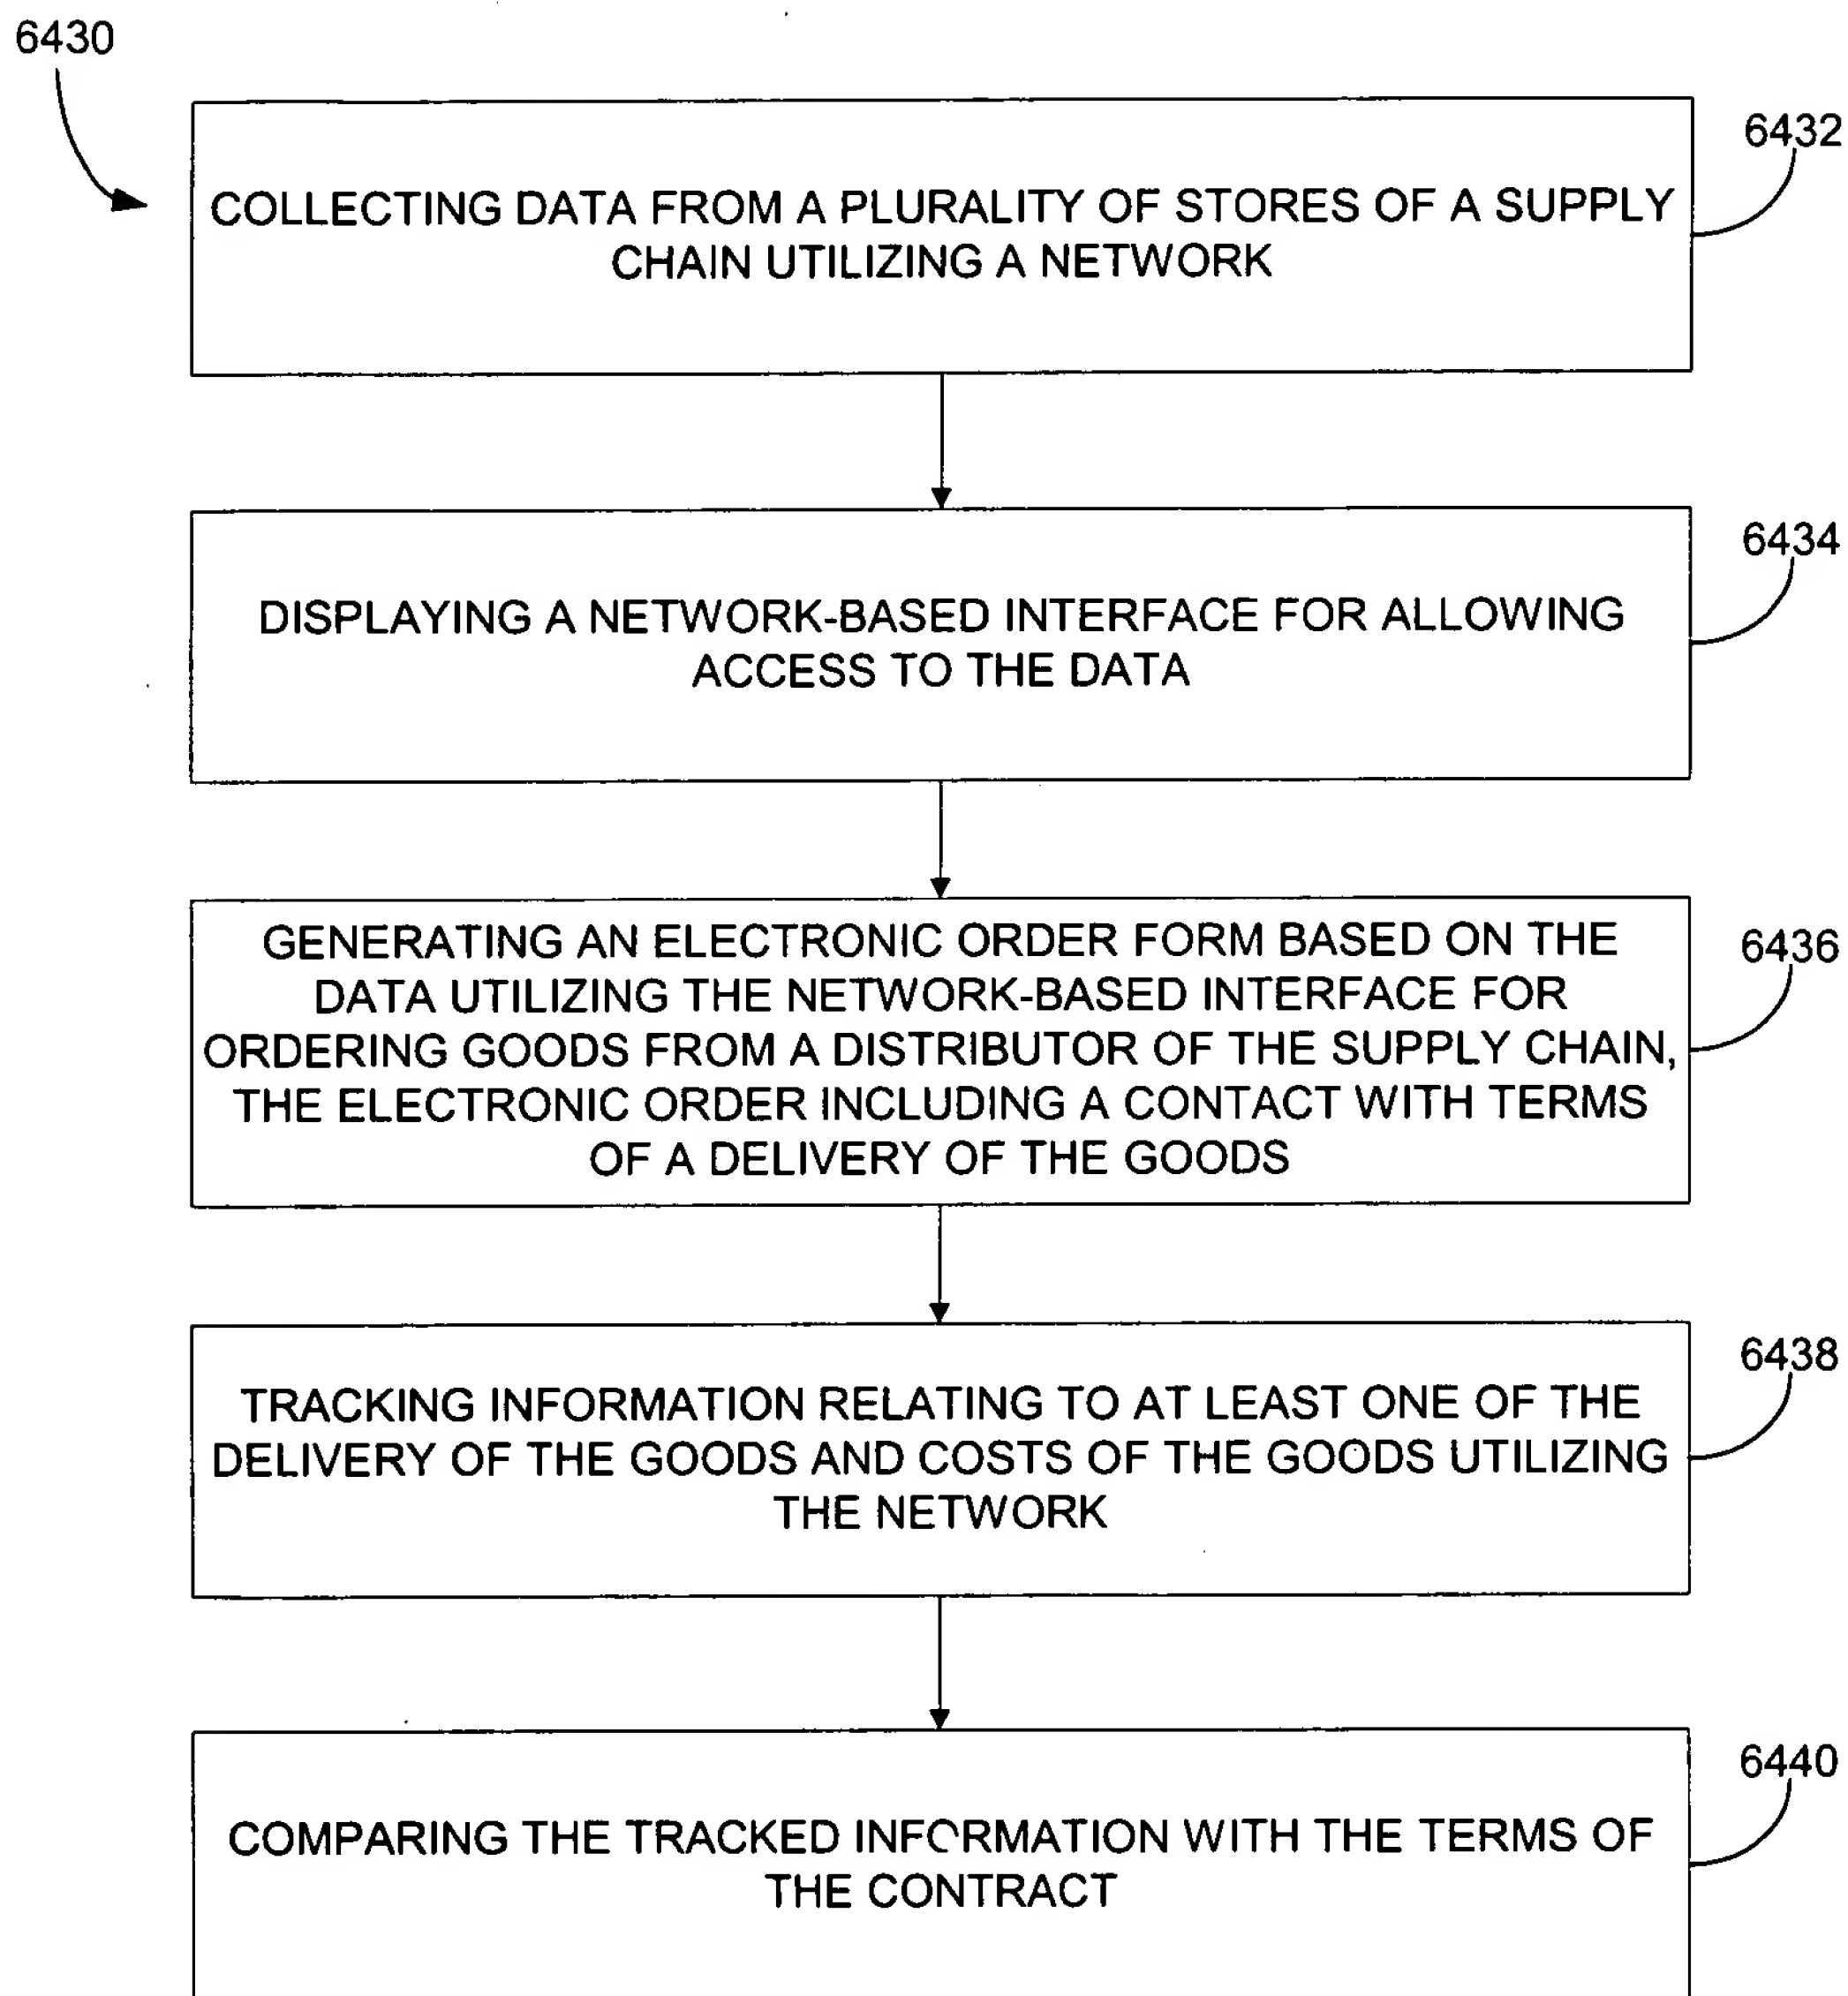 6430
6432
COLLECTING DATA FROM A PLURALITY OF STORES OF A SUPPLY
CHAIN UTILIZING A NETWORK
6434
DISPLAYING A NETWORK-BASED INTERFACE FOR ALLOWING
ACCESS TO THE DATA
6436
GENERATING AN ELECTRONIC ORDER FORM BASED ON THE
DATA UTILIZING THE NETWORK-BASED INTERFACE FOR
ORDERING GOODS FROM A DISTRIBUTOR OF THE SUPPLY CHAIN,
THE ELECTRONIC ORDER INCLUDING A CONTACT WITH TERMS
OF A DELIVERY OF THE GOODS
6438
TRACKING INFORMATION RELATING TO AT LEAST ONE OF THE
DELIVERY OF THE GOODS AND COSTS OF THE GOODS UTILIZING
THE NETWORK
6440
COMPARING THE TRACKED INFORMATION WITH THE TERMS OF
THE CONTRACT